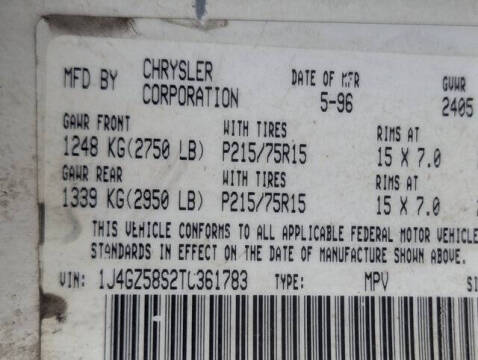 MFD BY CHRYSLER CORPORATION DATE OF MFR 5-96 GVWR 2405
GAWR FRONT WITH TIRES RIMS AT
1248 KG(2750 LB) P215/75R15 15 X 7.0
GAWR REAR WITH TIRES RIMS AT
1339 KG(2950 LB) P215/75R15 15 X 7.0
THIS VEHICLE CONFORMS TO ALL APPLICABLE FEDERAL MOTOR VEHICLE
STANDARDS IN EFFECT ON THE DATE OF MANUFACTURE SHOWN ABOVE.
VIN: 1J4GZ58S2TC361783 TYPE: MPV